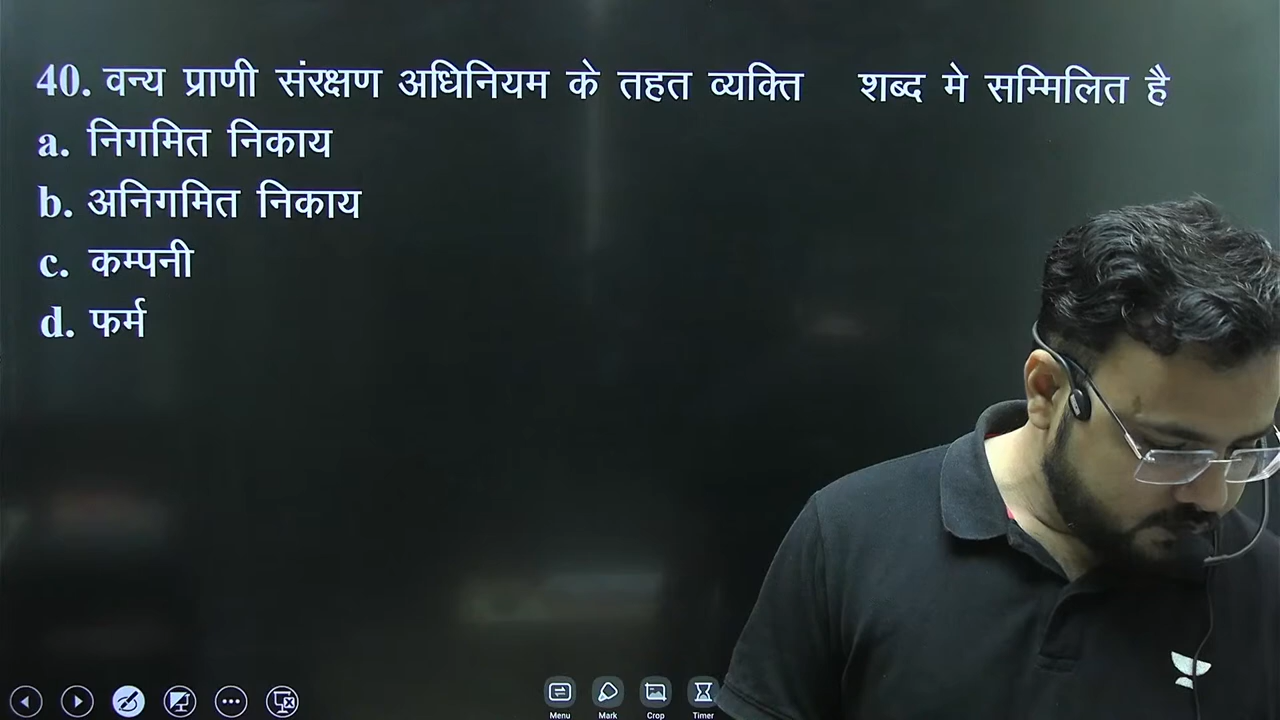 40. वन्य प्राणी संरक्षण अधिनियम के तहत व्यक्ति शब्द मे सम्मिलित है
a. निगमित निकाय
b. अनिगमित निकाय
c. कम्पनी
d. फर्म
Menu Mark Crop Timer